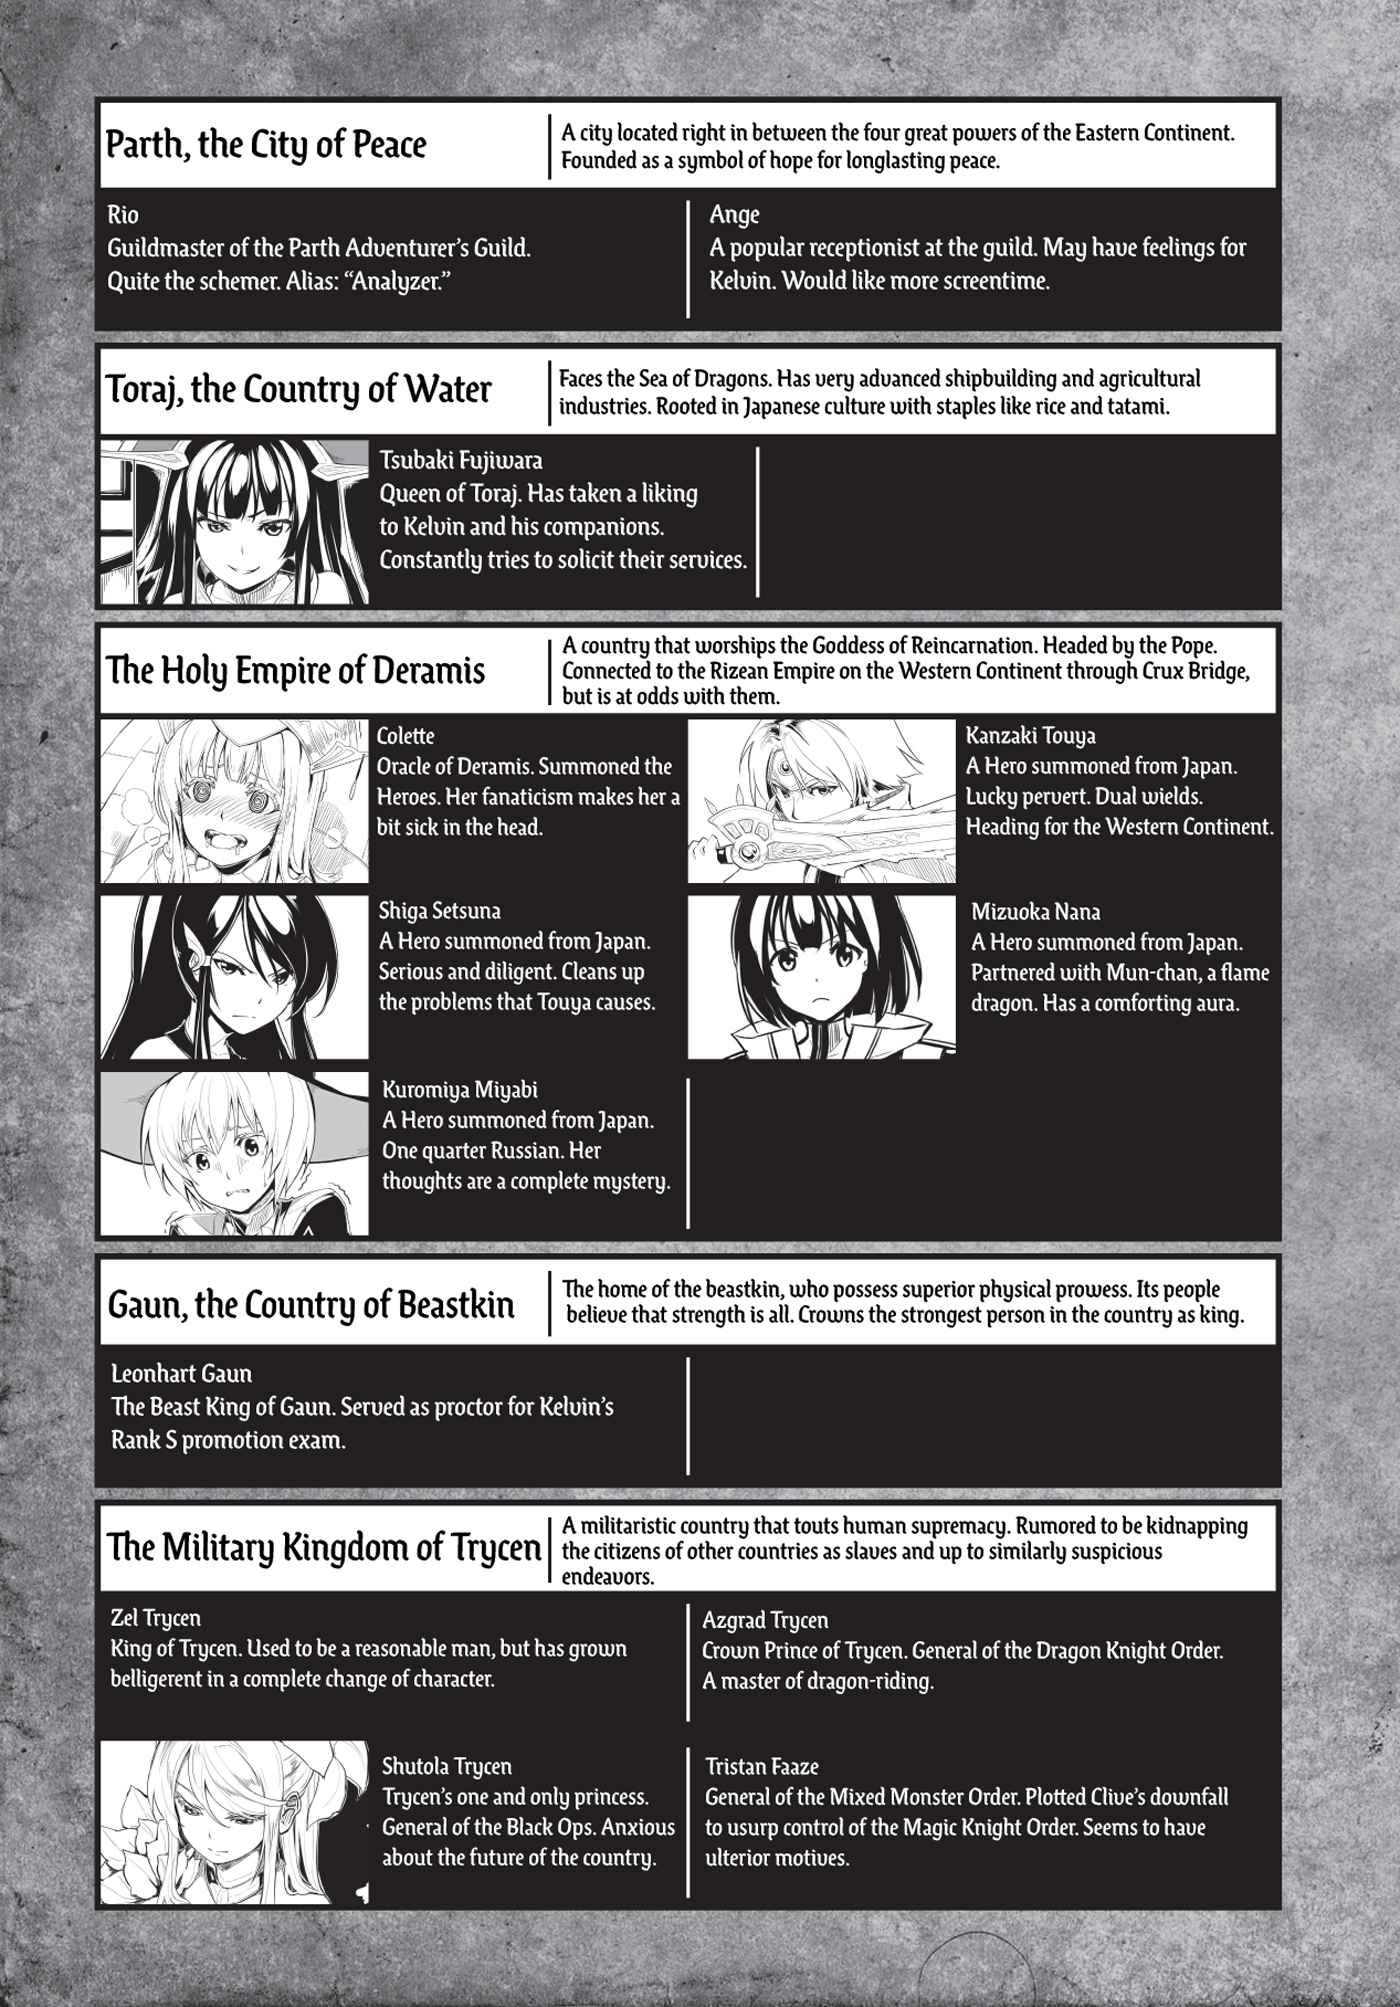 Parth, the City of Peace
A city located right in between the four great powers of the Eastern Continent.
Founded as a symbol of hope for longlasting peace.
Rio
Guildmaster of the Parth Adventurer's Guild.
Quite the schemer. Alias: “Analyzer.”
Ange
A popular receptionist at the guild. May have feelings for
Kelvin. Would like more screentime.
Toraj, the Country of Water
Faces the Sea of Dragons. Has very advanced shipbuilding and agricultural
industries. Rooted in Japanese culture with staples like rice and tatami.
Tsubaki Fujiwara
Queen of Toraj. Has taken a liking
to Kelvin and his companions.
Constantly tries to solicit their services.
The Holy Empire of Deramis
A country that worships the Goddess of Reincarnation. Headed by the Pope.
Connected to the Rizean Empire on the Western Continent through Crux Bridge,
but is at odds with them.
Colette
Oracle of Deramis. Summoned the
Heroes. Her fanaticism makes her a
bit sick in the head.
Kanzaki Touya
A Hero summoned from Japan.
Lucky pervert. Dual wields.
Heading for the Western Continent.
Shiga Setsuna
A Hero summoned from Japan.
Serious and diligent. Cleans up
the problems that Touya causes.
Mizuoka Nana
A Hero summoned from Japan.
Partnered with Mun-chan, a flame
dragon. Has a comforting aura.
Kuromiya Miyabi
A Hero summoned from Japan.
One quarter Russian. Her
thoughts are a complete mystery.
Gaun, the Country of Beastkin
The home of the beastkin, who possess superior physical prowess. Its people
believe that strength is all. Crowns the strongest person in the country as king.
Leonhart Gaun
The Beast King of Gaun. Served as proctor for Kelvin's
Rank S promotion exam.
The Military Kingdom of Trycen
A militaristic country that touts human supremacy. Rumored to be kidnapping
the citizens of other countries as slaves and up to similarly suspicious
endeavors.
Zel Trycen
King of Trycen. Used to be a reasonable man, but has grown
belligerent in a complete change of character.
Azgrad Trycen
Crown Prince of Trycen. General of the Dragon Knight Order.
A master of dragon-riding.
Shutola Trycen
Trycen's one and only princess.
General of the Black Ops. Anxious
about the future of the country.
Tristan Faaze
General of the Mixed Monster Order. Plotted Clive's downfall
to usurp control of the Magic Knight Order. Seems to have
ulterior motives.